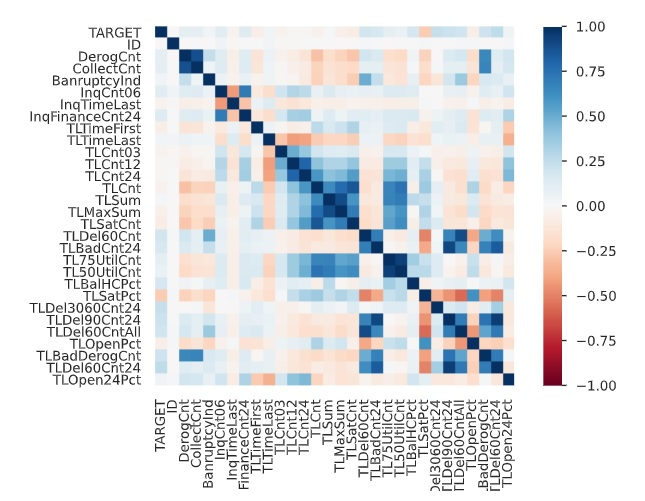 TARGET
ID
DerogCnt
CollectCnt
BanruptcyInd
InqCnt06
InqTimeLast
InqFinanceCnt24
TLTimeFirst
TLTimeLast
TLCnt03
TLCnt12
TLCnt24
TLCnt
TLSum
TLMaxSum
TLSatCnt
TLDel60Cnt
TLBadCnt24
TL75UtilCnt
TL50UtilCnt
TLBalHCPct
TLSatPct
TLDel3060Cnt24
TLDel90Cnt24
TLDel60CntAll
TLOpenPct
TLBadDerogCnt
TLDel60Cnt24
TLOpen24Pct
TARGET
ID
DerogCnt
CollectCnt
BanruptcyInd
InqCnt06
InqTimeLast
FinanceCnt24
TLTimeFirst
TLTimeLast
TLCnt03
TLCnt12
TLCnt24
TLCnt
TLSum
TLMaxSum
TLSatCnt
TLDel60Cnt
TLBadCnt24
TL75UtilCnt
TL50UtilCnt
TLBalHCPct
TLSatPct
Del3060Cnt24
TLDel90Cnt24
TLDel60CntAll
TLOpenPct
BadDerogCnt
TLDel60Cnt24
TLOpen24Pct
1.00
0.75
0.50
0.25
0.00
−0.25
−0.50
−0.75
−1.00